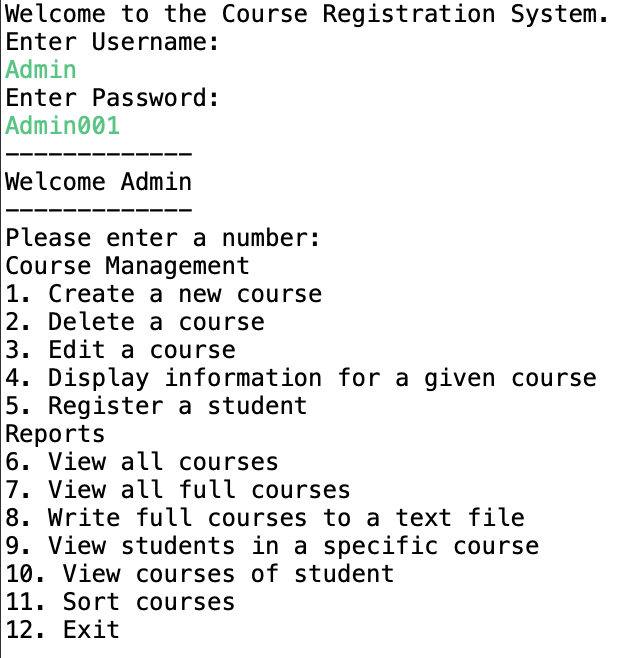 Welcome to the Course Registration System.
Enter Username:
Admin
Enter Password:
Admin001
-------------
Welcome Admin
-------------
Please enter a number:
Course Management
1. Create a new course
2. Delete a course
3. Edit a course
4. Display information for a given course
5. Register a student
Reports
6. View all courses
7. View all full courses
8. Write full courses to a text file
9. View students in a specific course
10. View courses of student
11. Sort courses
12. Exit